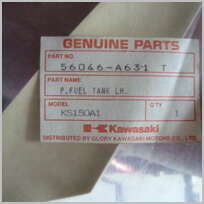 GENUINE PARTS
PART NO.
56046-A631 T
PART NAME:
P.FUEL TANK LH.
MODEL QTY
KS150A1 1
Kawasaki
DISTRIBUTED BY GLORY KAWASAKI MOTORS CO., LTD.